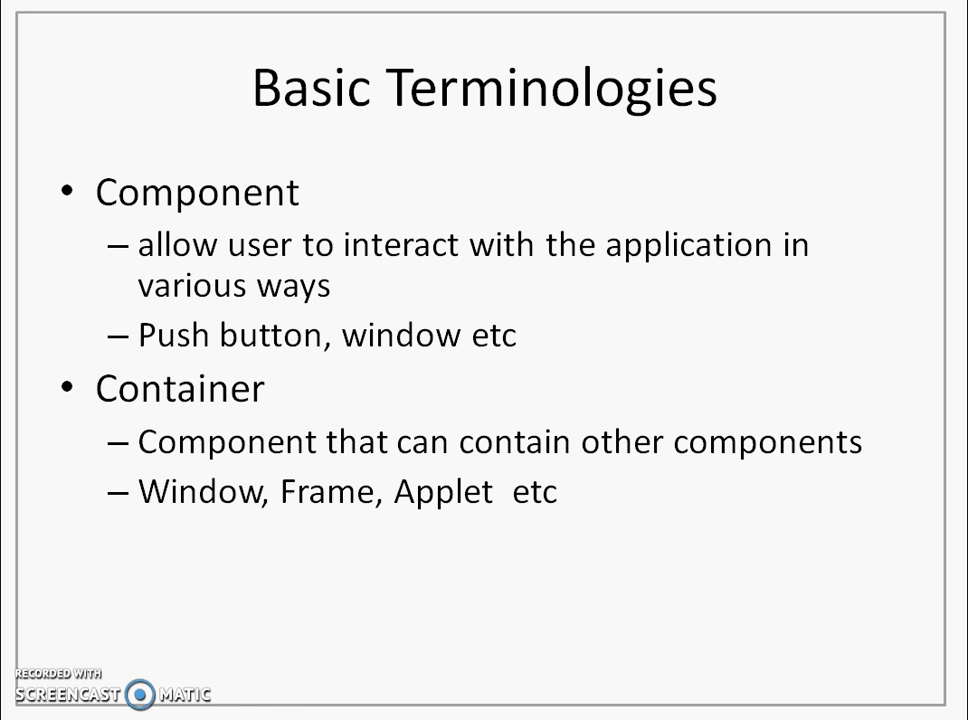 Basic Terminologies
• Component
– allow user to interact with the application in
various ways
– Push button, window etc
• Container
– Component that can contain other components
– Window, Frame, Applet  etc
RECORDED WITH
SCREENCAST MATIC